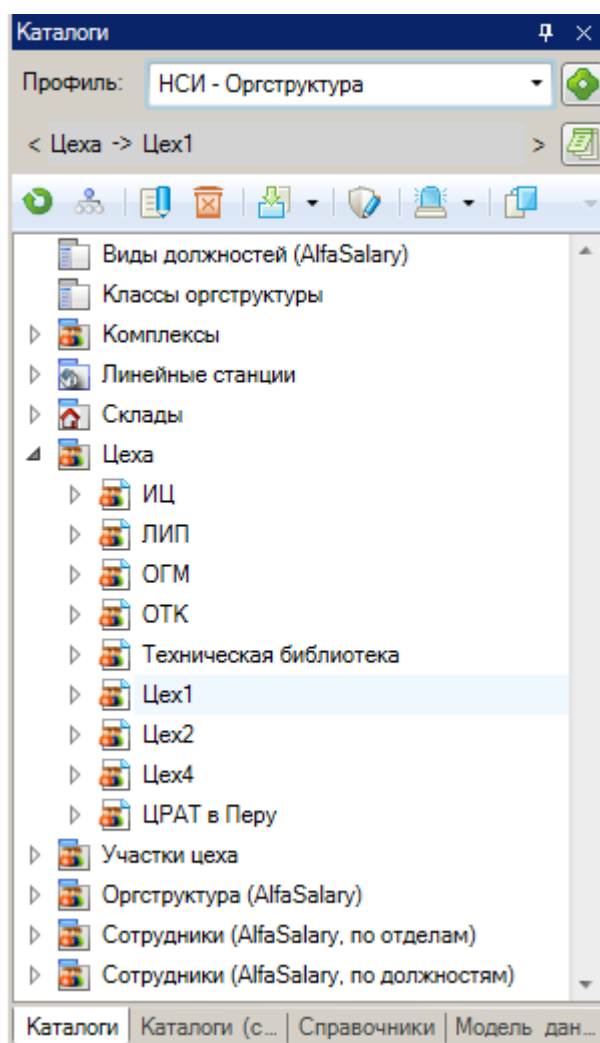 Каталоги
Профиль: НСИ - Оргструктура
< Цеха -> Цех1 >
Виды должностей (AlfaSalary)
Классы оргструктуры
Комплексы
Линейные станции
Склады
Цеха
ИЦ
ЛИП
ОГМ
ОТК
Техническая библиотека
Цех1
Цех2
Цех4
ЦРАТ в Перу
Участки цеха
Оргструктура (AlfaSalary)
Сотрудники (AlfaSalary, по отделам)
Сотрудники (AlfaSalary, по должностям)
Каталоги Каталоги (с... Справочники Модель дан...